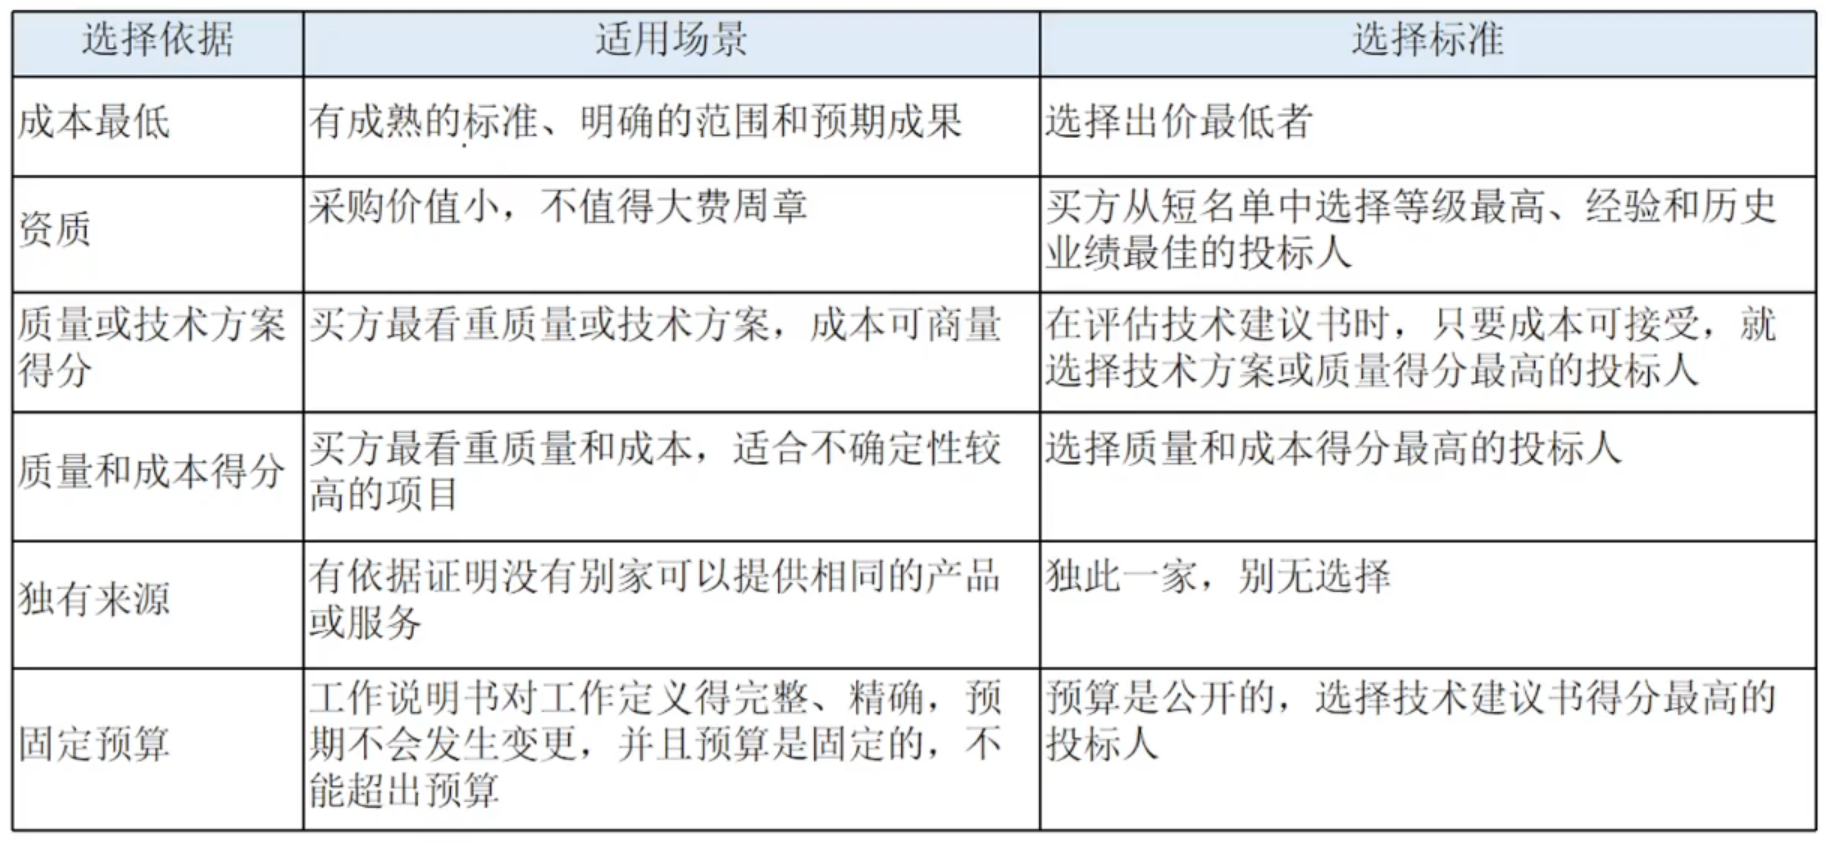 选择依据
适用场景
选择标准
成本最低
有成熟的标准、明确的范围和预期成果
选择出价最低者
资质
采购价值小，不值得大费周章
买方从短名单中选择等级最高、经验和历史
业绩最佳的投标人
质量或技术方案
得分
买方最看重质量或技术方案，成本可商量
在评估技术建议书时，只要成本可接受，就
选择技术方案或质量得分最高的投标人
质量和成本得分
买方最看重质量和成本，适合不确定性较
高的项目
选择质量和成本得分最高的投标人
独有来源
有依据证明没有别家可以提供相同的产品
或服务
独此一家，别无选择
固定预算
工作说明书对工作定义得完整、精确，预
期不会发生变更，并且预算是固定的，不
能超出预算
预算是公开的，选择技术建议书得分最高的
投标人